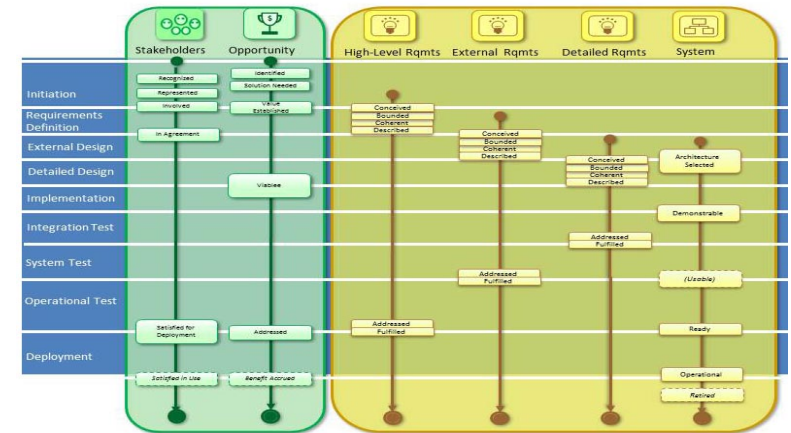 Stakeholders
Opportunity
High-Level Rqmts
External Rqmts
Detailed Rqmts
System
Initiation
Requirements
Definition
External Design
Detailed Design
Implementation
Integration Test
System Test
Operational Test
Deployment
Recognized
Represented
Involved
In Agreement
Satisfied for
Deployment
Satisfied in Use
Identified
Solution Needed
Value
Established
Viablee
Addressed
Benefit Accrued
Conceived
Bounded
Coherent
Described
Addressed
Fulfilled
Conceived
Bounded
Coherent
Described
Addressed
Fulfilled
Conceived
Bounded
Coherent
Described
Addressed
Fulfilled
Architecture
Selected
Demonstrable
(Usable)
Ready
Operational
Retired